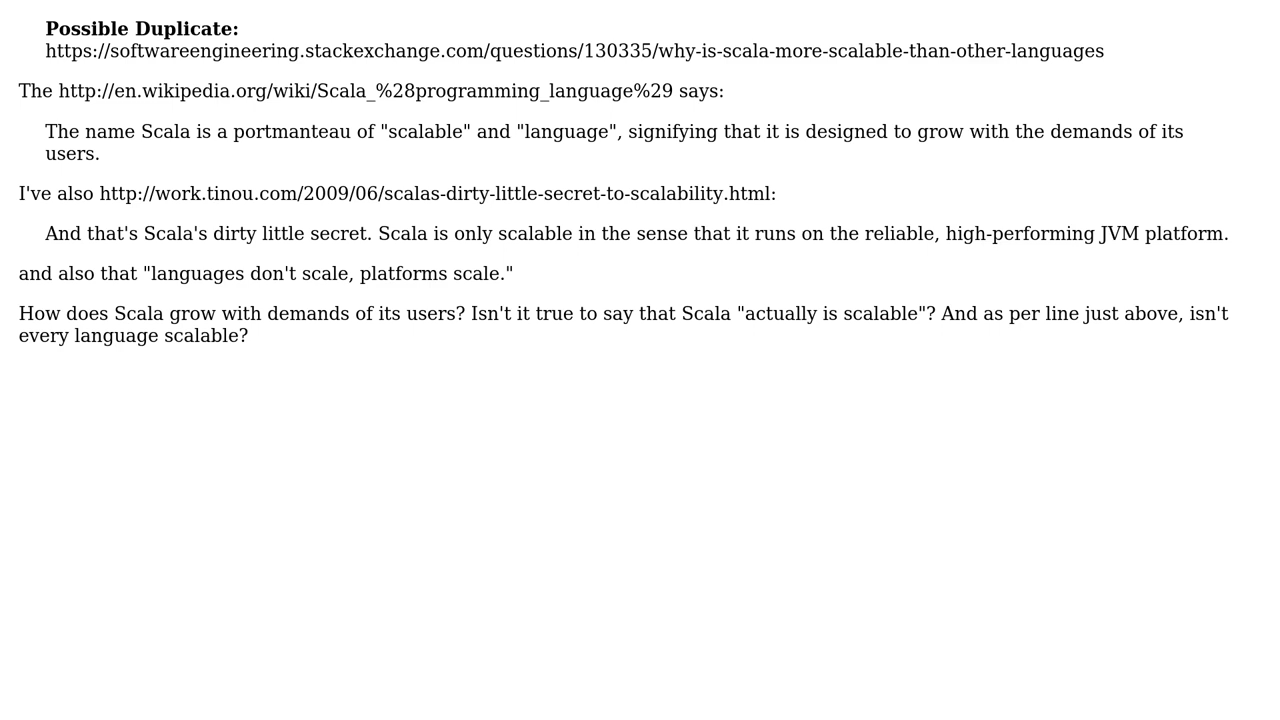 Possible Duplicate:
https://softwareengineering.stackexchange.com/questions/130335/why-is-scala-more-scalable-than-other-languages
The http://en.wikipedia.org/wiki/Scala_%28programming_language%29 says:
The name Scala is a portmanteau of "scalable" and "language", signifying that it is designed to grow with the demands of its
users.
I've also http://work.tinou.com/2009/06/scalas-dirty-little-secret-to-scalability.html:
And that's Scala's dirty little secret. Scala is only scalable in the sense that it runs on the reliable, high-performing JVM platform.
and also that "languages don't scale, platforms scale."
How does Scala grow with demands of its users? Isn't it true to say that Scala "actually is scalable"? And as per line just above, isn't
every language scalable?